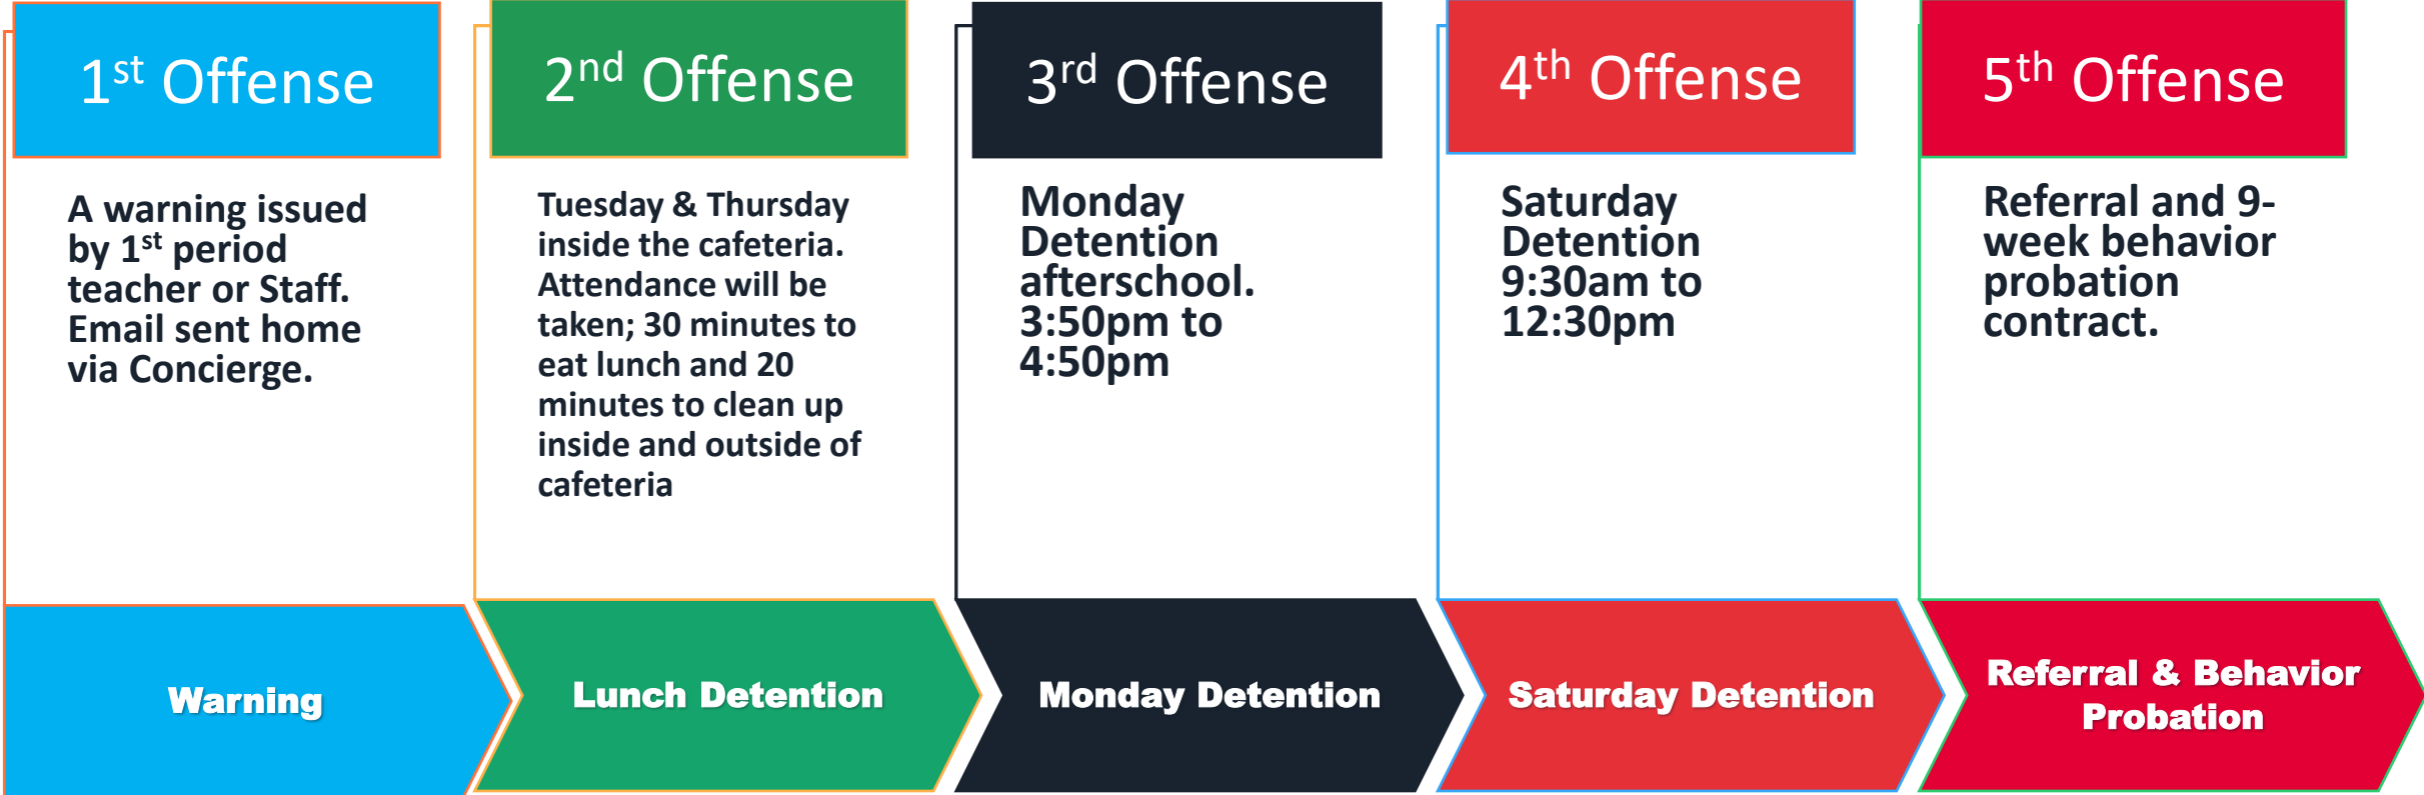 1st Offense
A warning issued
by 1st period
teacher or Staff.
Email sent home
via Concierge.
Warning
2nd Offense
Tuesday & Thursday
inside the cafeteria.
Attendance will be
taken; 30 minutes to
eat lunch and 20
minutes to clean up
inside and outside of
cafeteria
Lunch Detention
3rd Offense
Monday
Detention
afterschool.
3:50pm to
4:50pm
Monday Detention
4th Offense
Saturday
Detention
9:30am to
12:30pm
Saturday Detention
5th Offense
Referral and 9-
week behavior
probation
contract.
Referral & Behavior
Probation